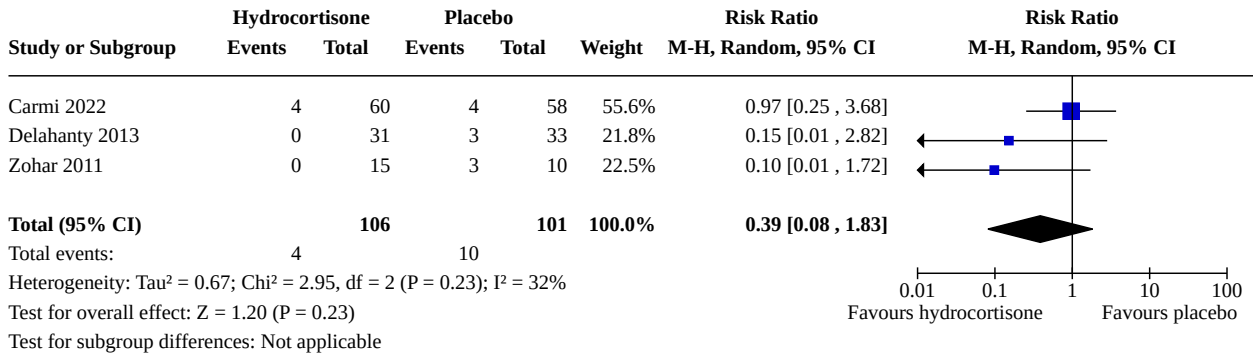 Hydrocortisone Placebo Risk Ratio Risk Ratio
Study or Subgroup Events Total Events Total Weight M-H, Random, 95% CI M-H, Random, 95% CI
Carmi 2022 4 60 4 58 55.6% 0.97 [0.25 , 3.68]
Delahanty 2013 0 31 3 33 21.8% 0.15 [0.01 , 2.82]
Zohar 2011 0 15 3 10 22.5% 0.10 [0.01 , 1.72]
Total (95% CI) 106 101 100.0% 0.39 [0.08 , 1.83]
Total events: 4 10
Heterogeneity: Tau² = 0.67; Chi² = 2.95, df = 2 (P = 0.23); I² = 32%
0.01 0.1 1 10 100
Test for overall effect: Z = 1.20 (P = 0.23)
Favours hydrocortisone Favours placebo
Test for subgroup differences: Not applicable